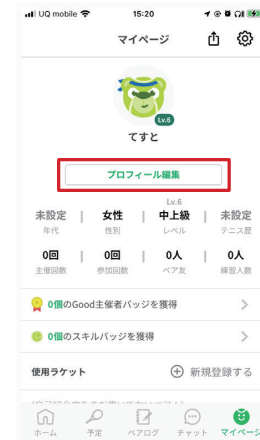 UQ mobile 15:20
マイページ
Lv.6
てすと
プロフィール編集
Lv.6
未設定 | 女性 | 中上級 | 未設定
年代 性別 レベル テニス歴
0回 | 0回 | 0人 | 0人
主催回数 参加回数 ペア友 練習人数
0個のGood主催者バッジを獲得
0個のスキルバッジを獲得
使用ラケット 新規登録する
ホーム 予定 ペアログ チャット マイページ